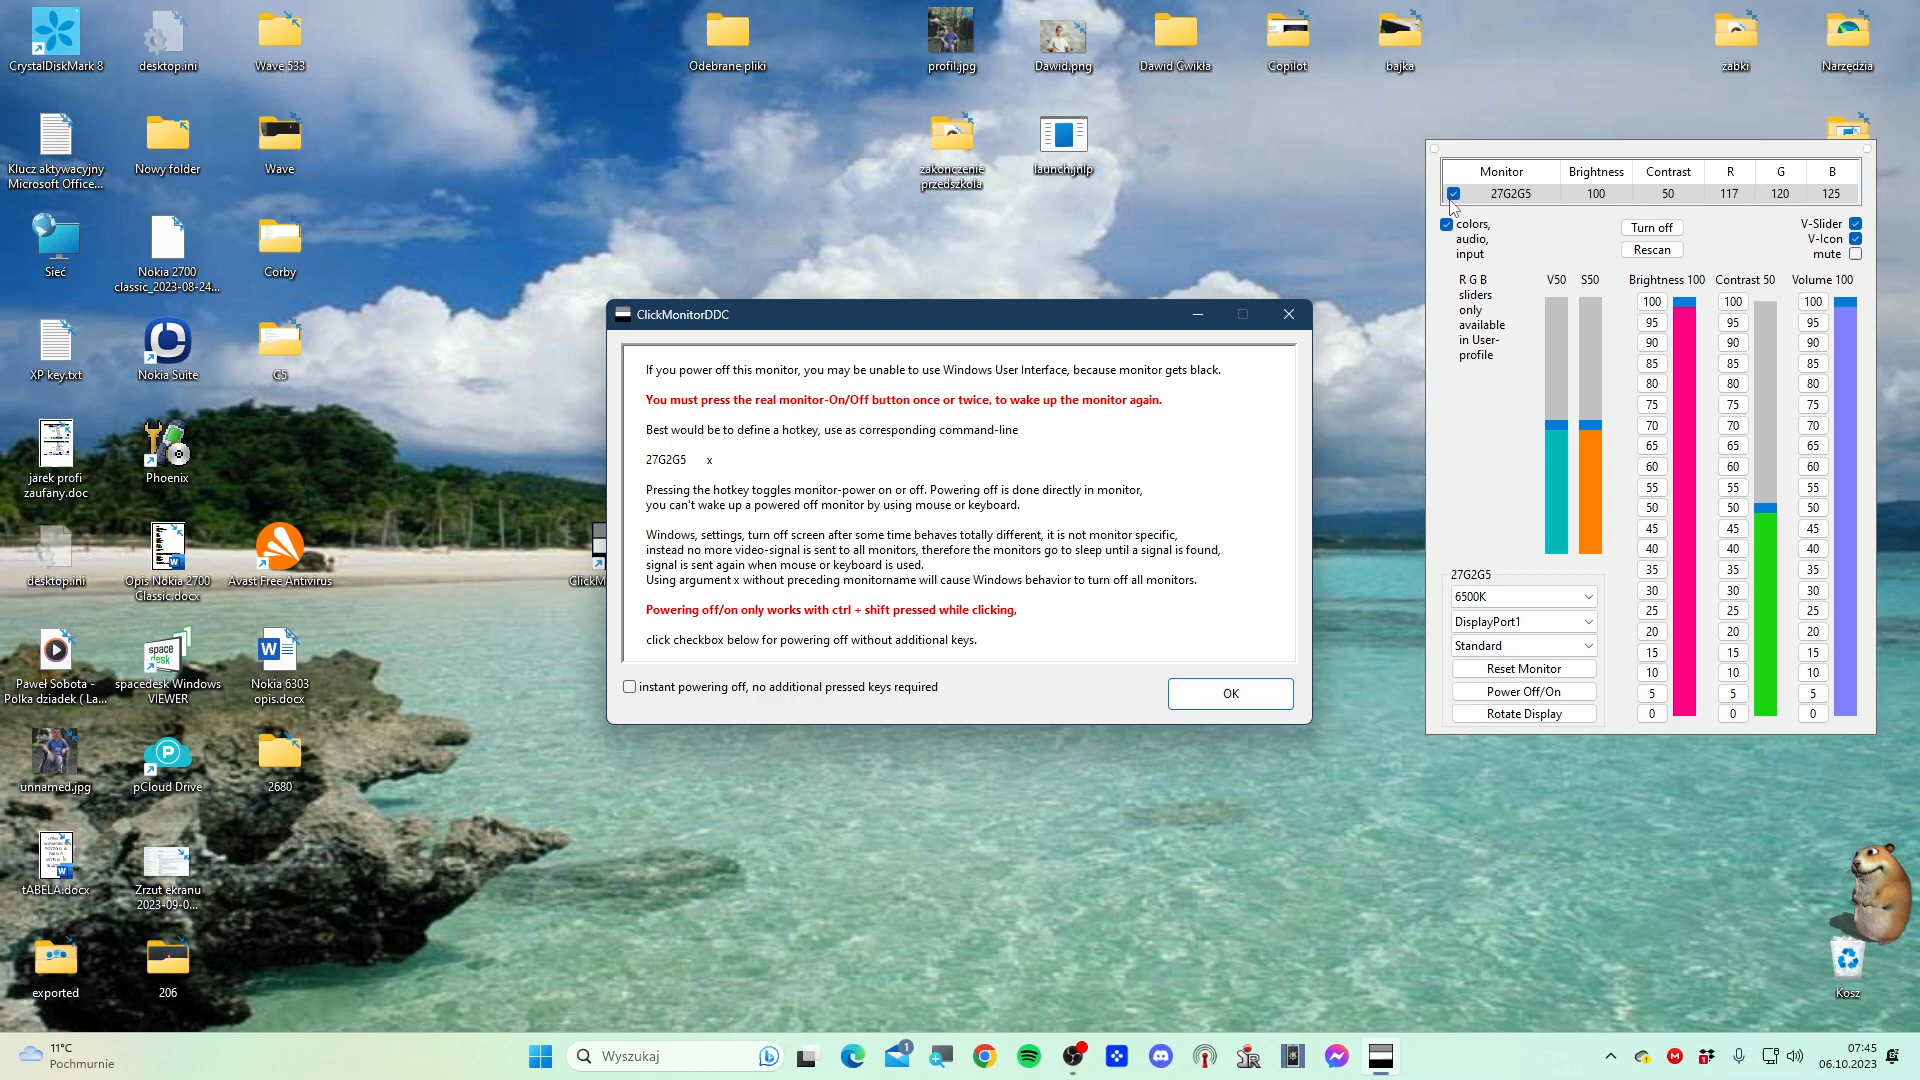 CrystalDiskMark 8
desktop.ini
Wave 533
Odebrane pliki
profil.jpg
Dawid.png
Dawid Ćwikła
Copilot
bajka
żabki
Narzędzia
Klucz aktywacyjny
Microsoft Office...
Nowy folder
Wave
zakończenie
przedszkola
launch.jnlp
Sieć
Nokia 2700
classic_2023-08-24...
Corby
XP key.txt
Nokia Suite
C5
jarek profi
zaufany.doc
Phoenix
desktop.ini
Opis Nokia 2700
Classic.docx
Avast Free Antivirus
ClickM
Paweł Sobota -
Polka dziadek ( La...
space
desk
spacedesk Windows
VIEWER
Nokia 6303
opis.docx
unnamed.jpg
pCloud Drive
2680
tABELA.docx
Zrzut ekranu
2023-09-0...
exported
206
Kosz
ClickMonitorDDC
If you power off this monitor, you may be unable to use Windows User Interface, because monitor gets black.
You must press the real monitor-On/Off button once or twice, to wake up the monitor again.
Best would be to define a hotkey, use as corresponding command-line
27G2G5 x
Pressing the hotkey toggles monitor-power on or off. Powering off is done directly in monitor,
you can't wake up a powered off monitor by using mouse or keyboard.
Windows, settings, turn off screen after some time behaves totally different, it is not monitor specific,
instead no more video-signal is sent to all monitors, therefore the monitors go to sleep until a signal is found,
signal is sent again when mouse or keyboard is used.
Using argument x without preceding monitorname will cause Windows behavior to turn off all monitors.
Powering off/on only works with ctrl + shift pressed while clicking,
click checkbox below for powering off without additional keys.
instant powering off, no additional pressed keys required
OK
Monitor Brightness Contrast R G B
27G2G5 100 50 117 120 125
colors,
audio,
input
Turn off
Rescan
V-Slider
V-Icon
mute
R G B
sliders
only
available
in User-
profile
V50 S50 Brightness 100 Contrast 50 Volume 100
100 100 100
95 95 95
90 90 90
85 85 85
80 80 80
75 75 75
70 70 70
65 65 65
60 60 60
55 55 55
50 50 50
45 45 45
40 40 40
35 35 35
30 30 30
25 25 25
20 20 20
15 15 15
10 10 10
5 5 5
0 0 0
27G2G5
6500K
DisplayPort1
Standard
Reset Monitor
Power Off/On
Rotate Display
11°C
Pochmurnie
Wyszukaj
1
1
07:45
06.10.2023